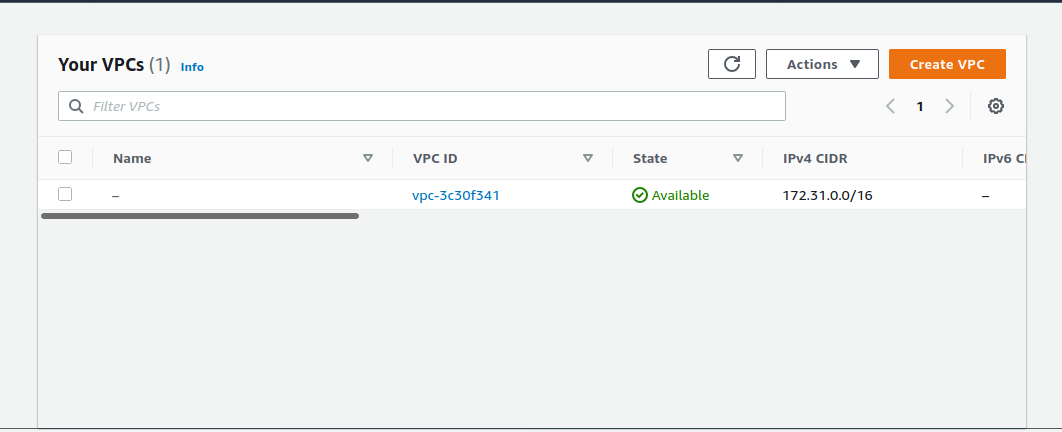 Your VPCs (1) Info
Actions
Create VPC
Filter VPCs
1
Name VPC ID State IPv4 CIDR IPv6 CI
– vpc-3c30f341 Available 172.31.0.0/16 –